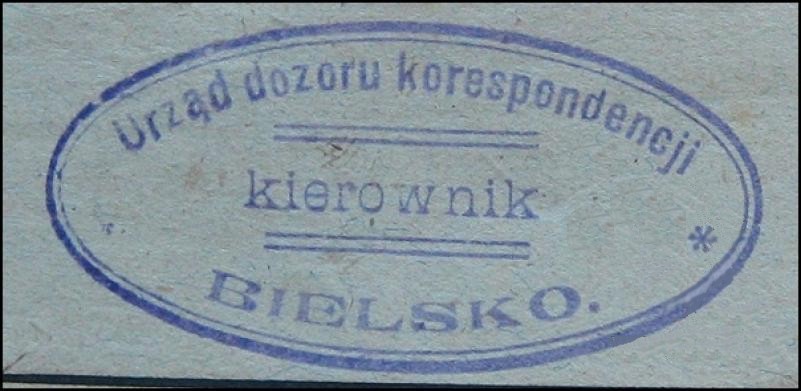 Urząd dozoru korespondencji
kierownik
*
BIELSKO.